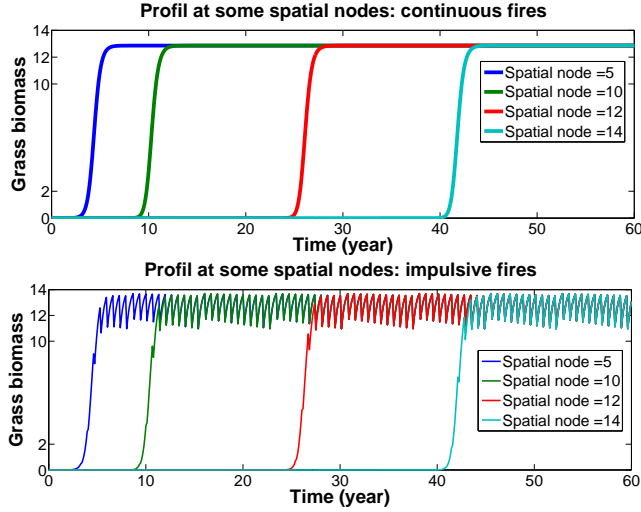 Profil at some spatial nodes: continuous fires
14
12
10
2
0
0
10
20
30
40
50
60
Grass biomass
Time (year)
Spatial node =5
Spatial node =10
Spatial node =12
Spatial node =14
Profil at some spatial nodes: impulsive fires
14
12
10
2
0
0
10
20
30
40
50
60
Grass biomass
Time (year)
Spatial node =5
Spatial node =10
Spatial node =12
Spatial node =14